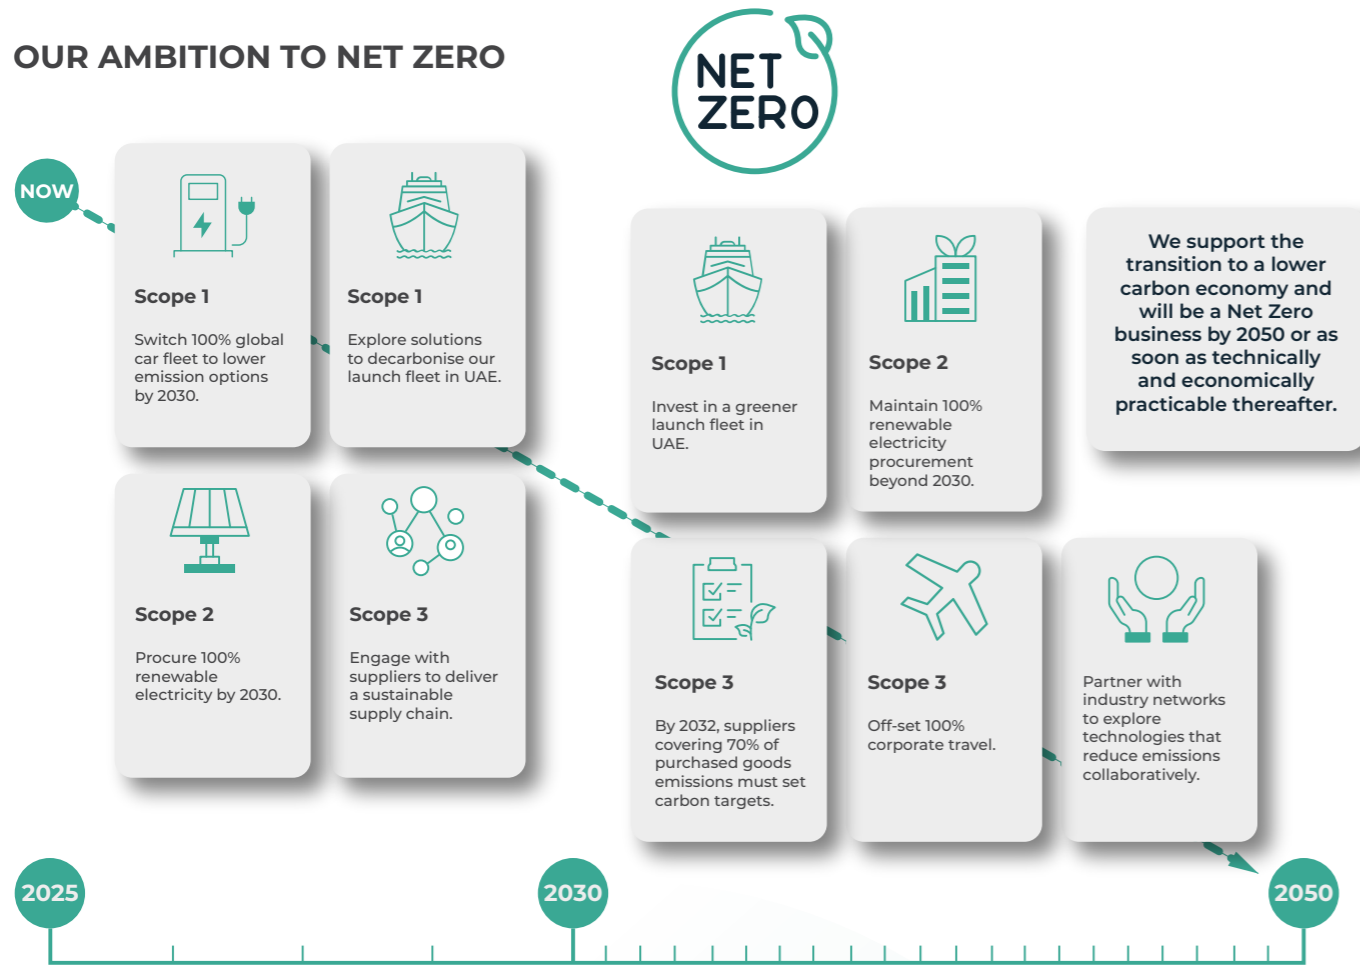 OUR AMBITION TO NET ZERO
NET
ZERO
NOW
Scope 1
Switch 100% global
car fleet to lower
emission options
by 2030.
Scope 1
Explore solutions
to decarbonise our
launch fleet in UAE.
Scope 2
Procure 100%
renewable
electricity by 2030.
Scope 3
Engage with
suppliers to deliver
a sustainable
supply chain.
Scope 1
Invest in a greener
launch fleet in
UAE.
Scope 2
Maintain 100%
renewable
electricity
procurement
beyond 2030.
We support the
transition to a lower
carbon economy and
will be a Net Zero
business by 2050 or as
soon as technically
and economically
practicable thereafter.
Scope 3
By 2032, suppliers
covering 70% of
purchased goods
emissions must set
carbon targets.
Scope 3
Off-set 100%
corporate travel.
Partner with
industry networks
to explore
technologies that
reduce emissions
collaboratively.
2025
2030
2050